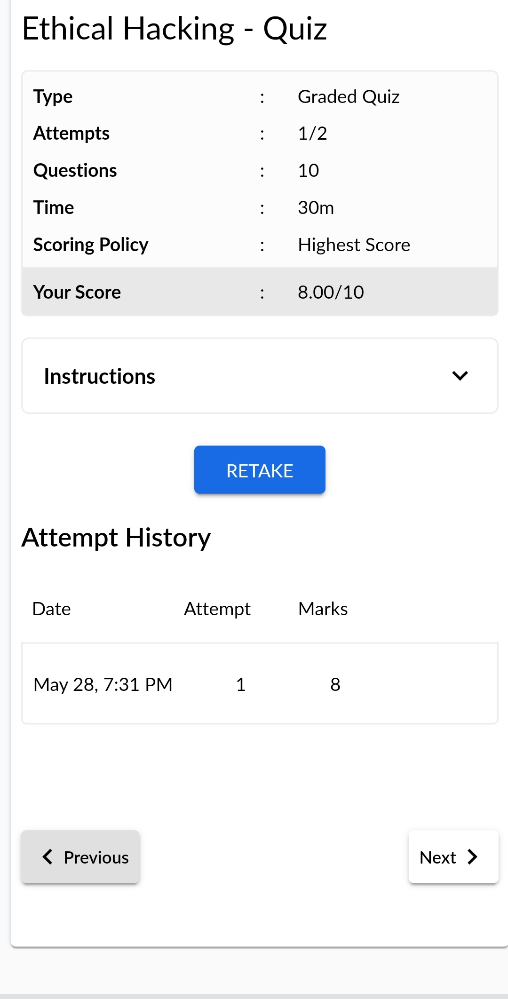 Ethical Hacking - Quiz
Type : Graded Quiz
Attempts : 1/2
Questions : 10
Time : 30m
Scoring Policy : Highest Score
Your Score : 8.00/10
Instructions
RETAKE
Attempt History
Date Attempt Marks
May 28, 7:31 PM 1 8
Previous Next